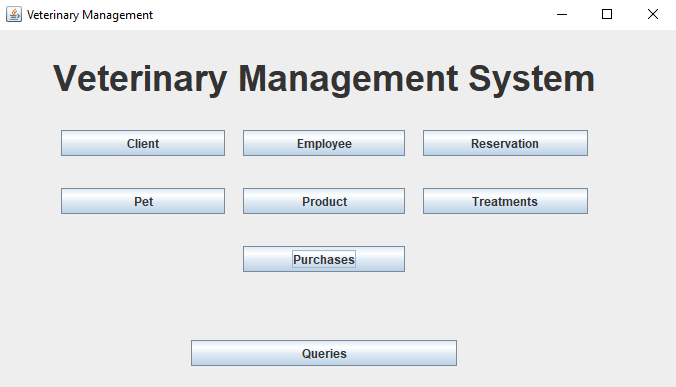 Veterinary Management
Veterinary Management System
Client Employee Reservation
Pet Product Treatments
Purchases
Queries